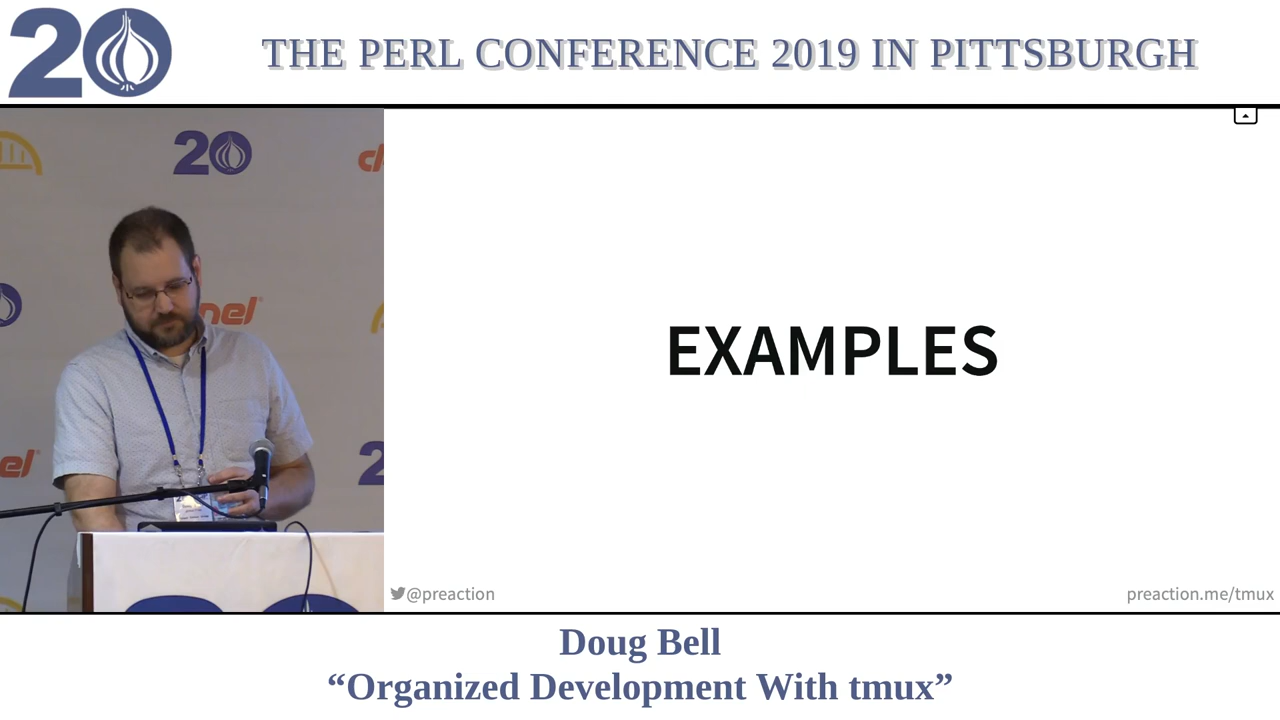 20
THE PERL CONFERENCE 2019 IN PITTSBURGH
20
EXAMPLES
@preaction
preaction.me/tmux
Doug Bell
“Organized Development With tmux”